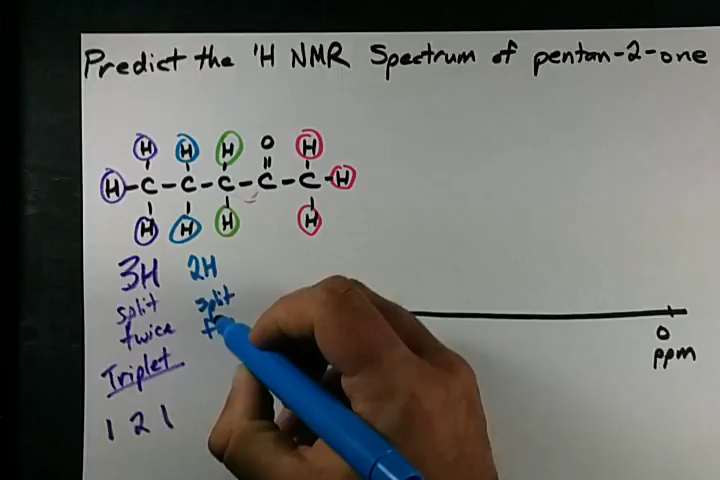 Predict the ¹H NMR Spectrum of pentan-2-one
H H H O H
H-C-C-C-C-C-H
H H H H
3H 2H
split split
twice
Triplet
1 2 1
0
ppm